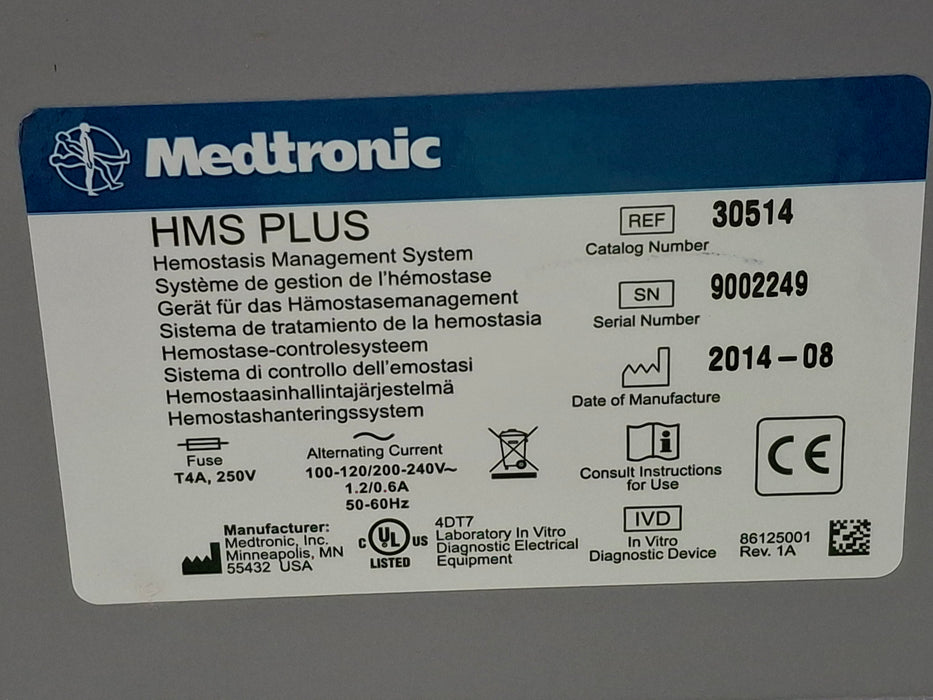 Medtronic
HMS PLUS
Hemostasis Management System
Système de gestion de l'hémostase
Gerät für das Hämostasemanagement
Sistema de tratamiento de la hemostasia
Hemostase-controlesysteem
Sistema di controllo dell'emostasi
Hemostaasinhallintajärjestelmä
Hemostashanteringssystem
REF 30514
Catalog Number
SN 9002249
Serial Number
2014-08
Date of Manufacture
Fuse
T4A, 250V
Alternating Current
100-120/200-240V~
1.2/0.6A
50-60Hz
Consult Instructions
for Use
CE
Manufacturer:
Medtronic, Inc.
Minneapolis, MN
55432 USA
C UL US
LISTED
4DT7
Laboratory In Vitro
Diagnostic Electrical
Equipment
IVD
In Vitro
Diagnostic Device
86125001
Rev. 1A